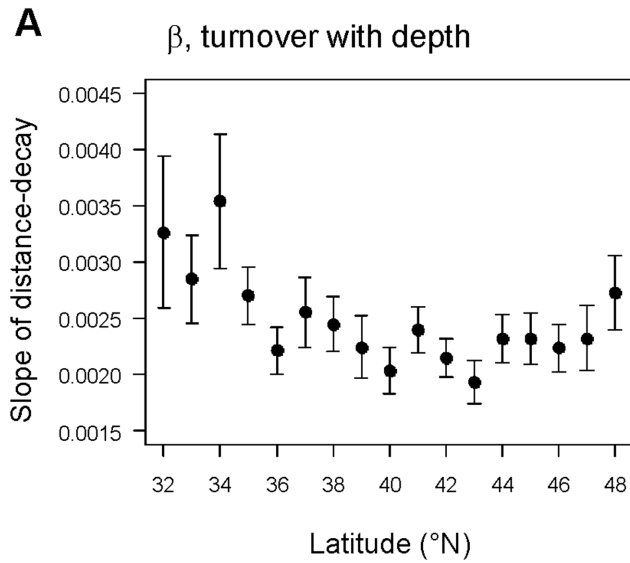 A
β, turnover with depth
Slope of distance-decay
0.0045
0.0040
0.0035
0.0030
0.0025
0.0020
0.0015
32 34 36 38 40 42 44 46 48
Latitude (°N)